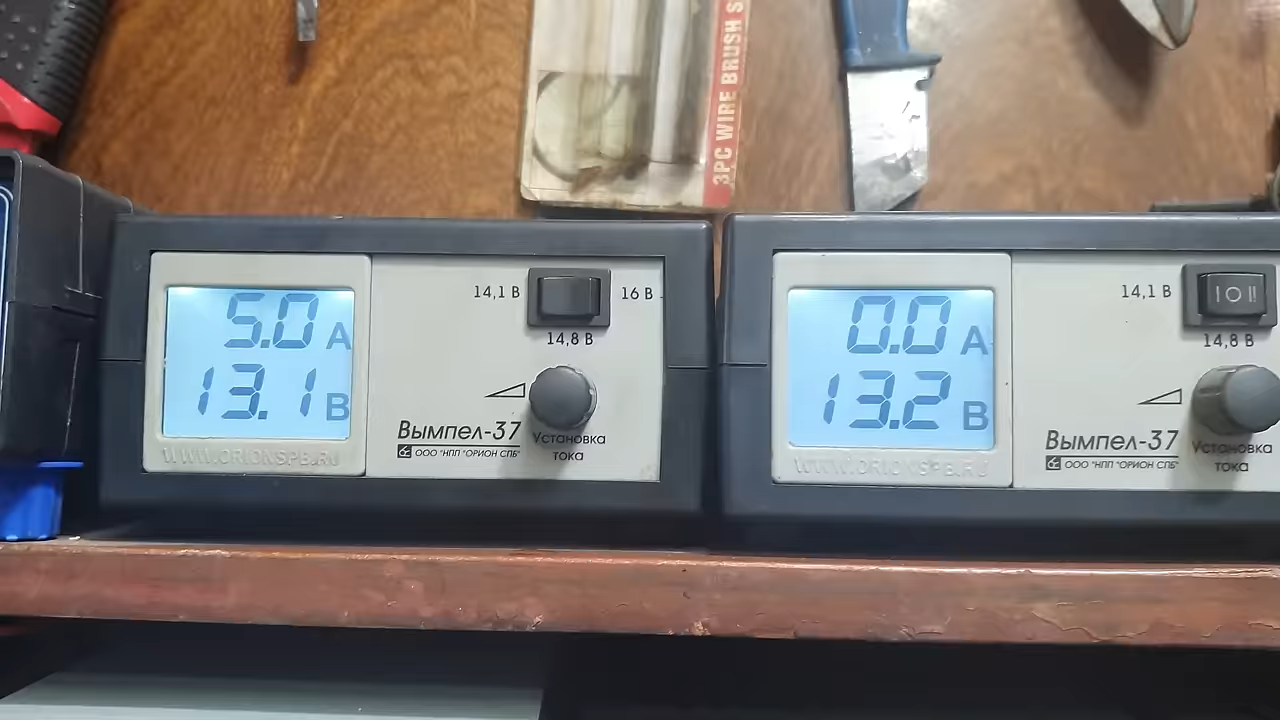 3PC WIRE BRUSH S
5.0 A
13.1 В
WWW.ORIONSPB.RU
14,1 В
16 В
14,8 В
Вымпел-37
ООО "НПП "ОРИОН СПБ"
Установка
тока
0.0 A
13.2 В
WWW.ORIONSPB.RU
14,1 В
I O II
14,8 В
Вымпел-37
ООО "НПП "ОРИОН СПБ"
Установка
тока